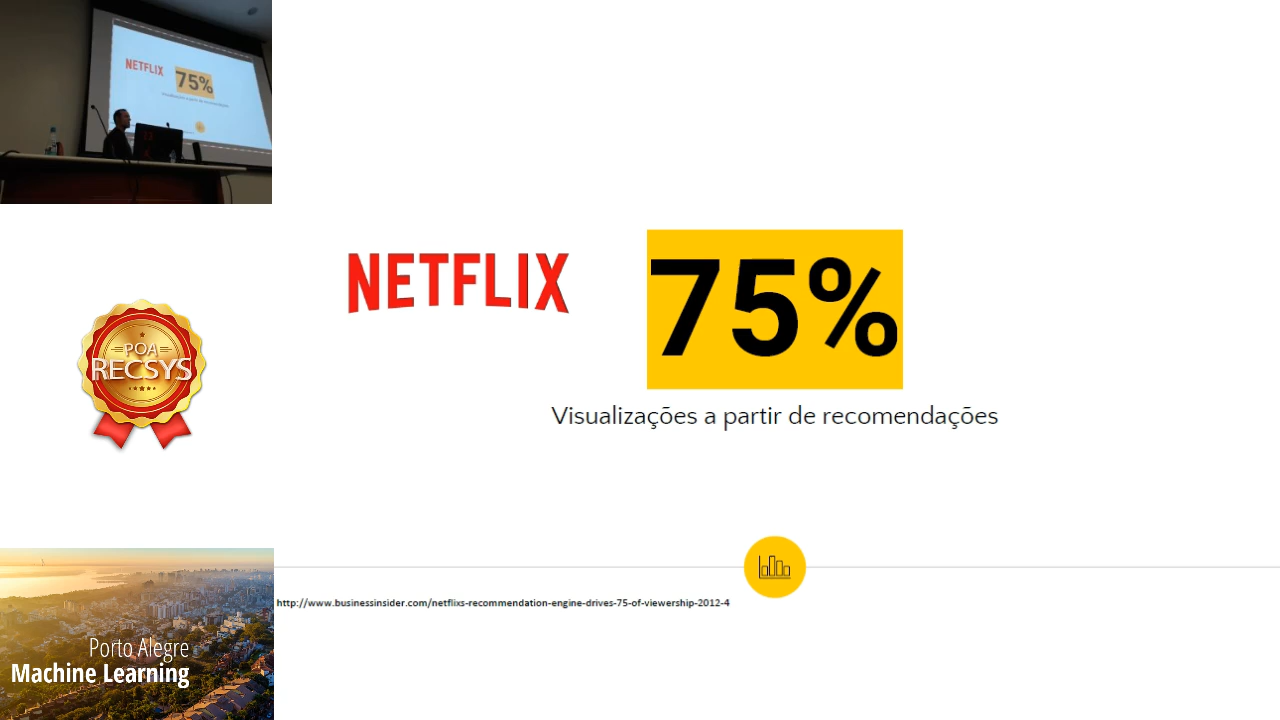 NETFLIX
75%
NETFLIX
75%
Visualizações a partir de recomendações
POA
RECSYS
http://www.businessinsider.com/netflixs-recommendation-engine-drives-75-of-viewership-2012-4
Porto Alegre
Machine Learning